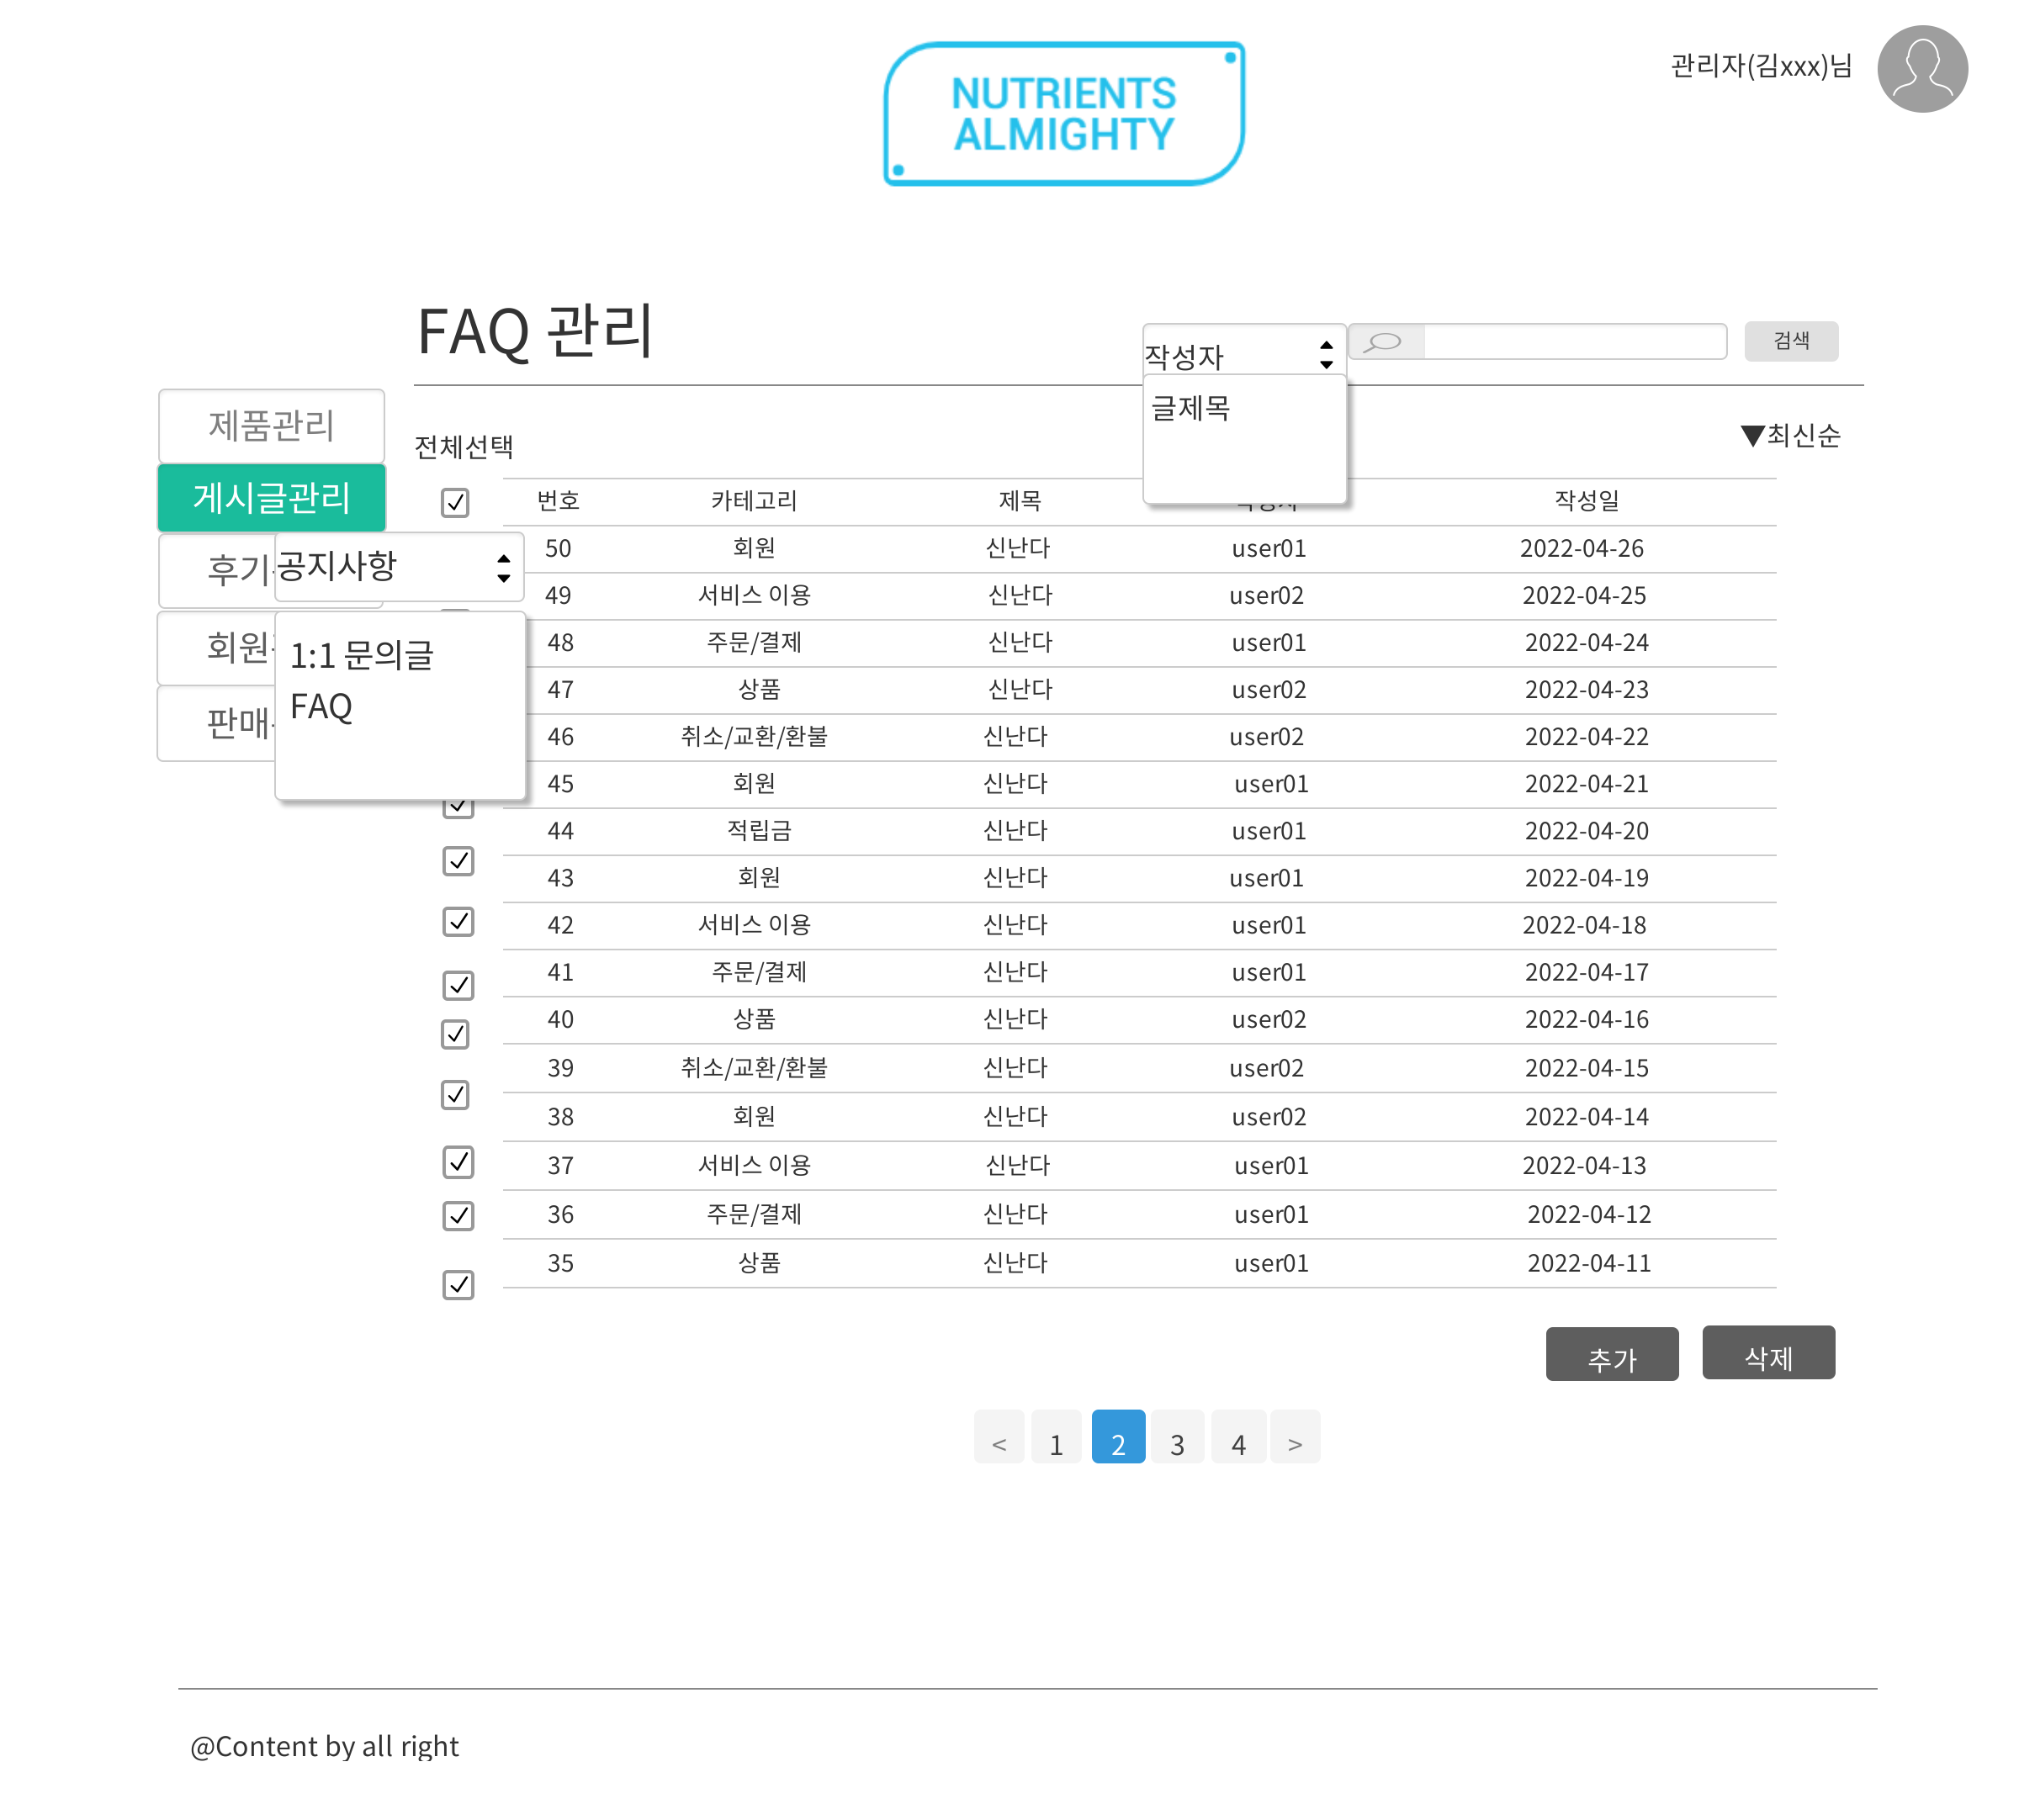 NUTRIENTS
ALMIGHTY
관리자(김xxx)님
FAQ 관리
작성자
검색
글제목
▼최신순
제품관리
게시글관리
후기
공지사항
회원
1:1 문의글
FAQ
판매
전체선택
번호 카테고리 제목 작성일
50 회원 신난다 user01 2022-04-26
49 서비스 이용 신난다 user02 2022-04-25
48 주문/결제 신난다 user01 2022-04-24
47 상품 신난다 user02 2022-04-23
46 취소/교환/환불 신난다 user02 2022-04-22
45 회원 신난다 user01 2022-04-21
44 적립금 신난다 user01 2022-04-20
43 회원 신난다 user01 2022-04-19
42 서비스 이용 신난다 user01 2022-04-18
41 주문/결제 신난다 user01 2022-04-17
40 상품 신난다 user02 2022-04-16
39 취소/교환/환불 신난다 user02 2022-04-15
38 회원 신난다 user02 2022-04-14
37 서비스 이용 신난다 user01 2022-04-13
36 주문/결제 신난다 user01 2022-04-12
35 상품 신난다 user01 2022-04-11
추가 삭제
< 1 2 3 4 >
@Content by all right